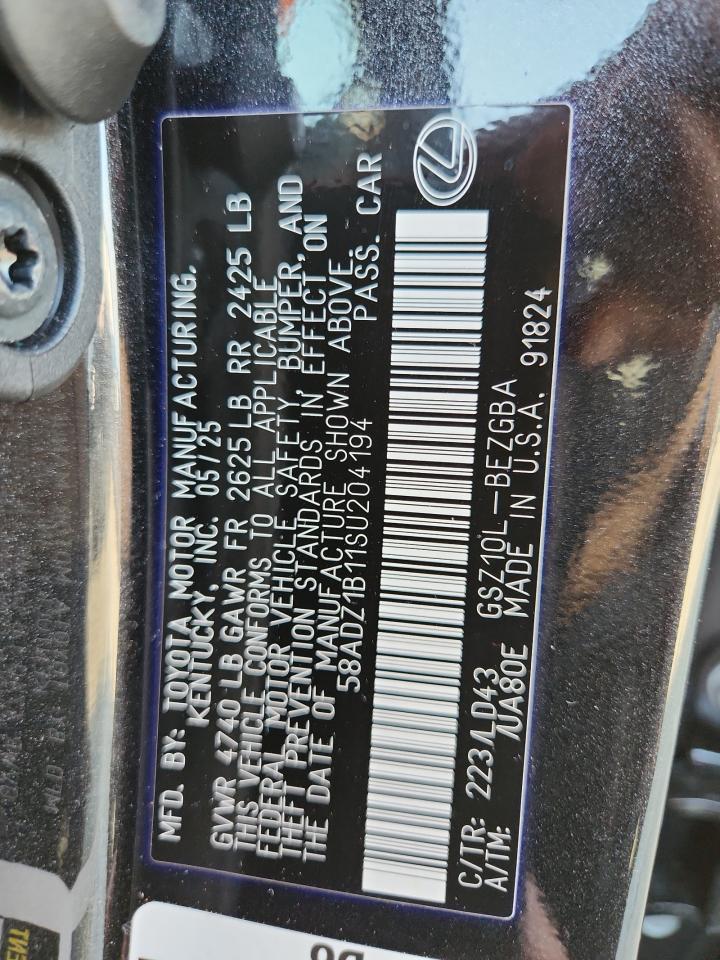 MFD. BY: TOYOTA MOTOR MANUFACTURING,
KENTUCKY, INC. 05/25
GVWR 4740 LB GAWR FR 2625 LB RR 2425 LB
THIS VEHICLE CONFORMS TO ALL APPLICABLE
FEDERAL MOTOR VEHICLE SAFETY, BUMPER, AND
THEFT PREVENTION STANDARDS IN EFFECT ON
THE DATE OF MANUFACTURE SHOWN ABOVE.
58ADZ1B11SU204194 PASS. CAR
C/TR: 223/LD43 GSZ10L-BEZGBA
A/TM: /UA80E MADE IN U.S.A. 91824